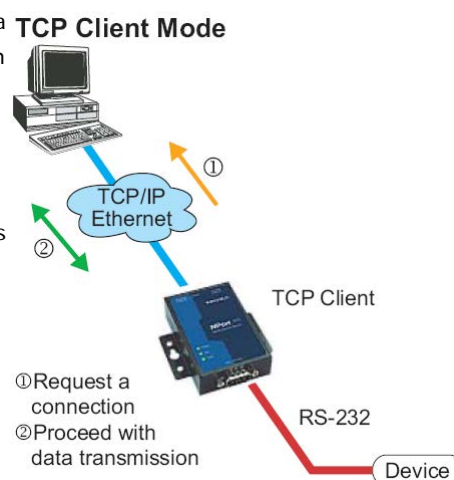 a
TCP Client Mode
n
①
TCP/IP
Ethernet
s
②
TCP Client
NPort
①Request a
connection
②Proceed with
data transmission
RS-232
Device